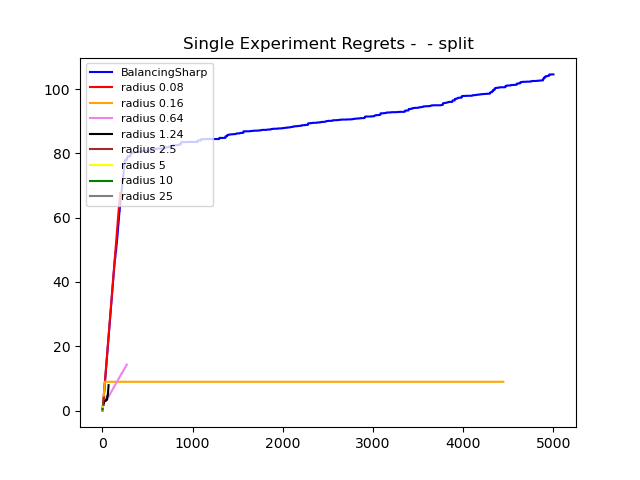 Single Experiment Regrets -  - split
BalancingSharp
radius 0.08
radius 0.16
radius 0.64
radius 1.24
radius 2.5
radius 5
radius 10
radius 25
100
80
60
40
20
0
0 1000 2000 3000 4000 5000